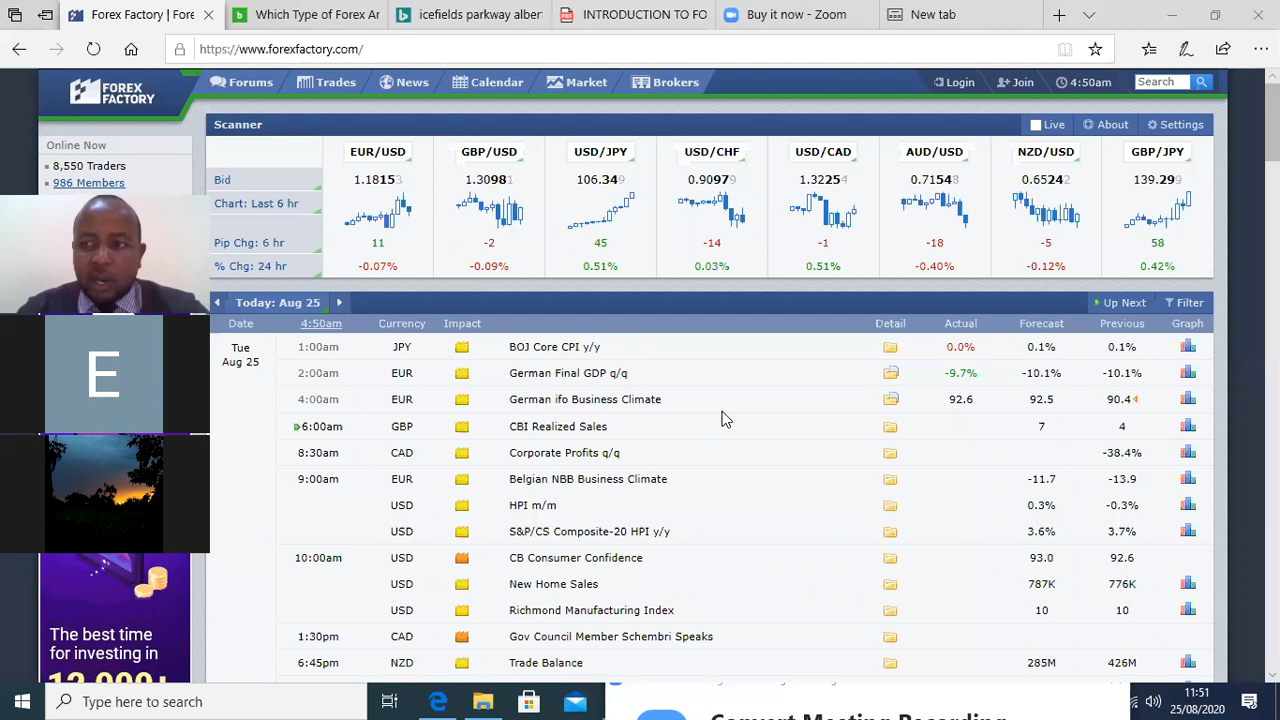 Forex Factory | Fore
Which Type of Forex Ar
icefields parkway alber
INTRODUCTION TO FO
Buy it now - Zoom
New tab
https://www.forexfactory.com/
FOREX FACTORY
Forums Trades News Calendar Market Brokers Login Join 4:50am Search
Online Now
8,550 Traders
986 Members
Scanner Live About Settings
EUR/USD GBP/USD USD/JPY USD/CHF USD/CAD AUD/USD NZD/USD GBP/JPY
Bid 1.18153 1.30981 106.349 0.90979 1.32254 0.71548 0.65242 139.299
Chart: Last 6 hr
Pip Chg: 6 hr 11 -2 45 -14 -1 -18 -5 58
% Chg: 24 hr -0.07% -0.09% 0.51% 0.03% 0.51% -0.40% -0.12% 0.42%
Today: Aug 25 Up Next Filter
Date 4:50am Currency Impact Detail Actual Forecast Previous Graph
Tue Aug 25 1:00am JPY BOJ Core CPI y/y 0.0% 0.1% 0.1%
2:00am EUR German Final GDP q/q -9.7% -10.1% -10.1%
4:00am EUR German ifo Business Climate 92.6 92.5 90.4
6:00am GBP CBI Realized Sales 7 4
8:30am CAD Corporate Profits q/q -38.4%
9:00am EUR Belgian NBB Business Climate -11.7 -13.9
USD HPI m/m 0.3% -0.3%
USD S&P/CS Composite-20 HPI y/y 3.6% 3.7%
10:00am USD CB Consumer Confidence 93.0 92.6
USD New Home Sales 787K 776K
USD Richmond Manufacturing Index 10 10
1:30pm CAD Gov Council Member Schembri Speaks
6:45pm NZD Trade Balance 285M 426M
E
The best time
for investing in
12,000+
Convert Meeting Recording
Type here to search
11:51
25/08/2020